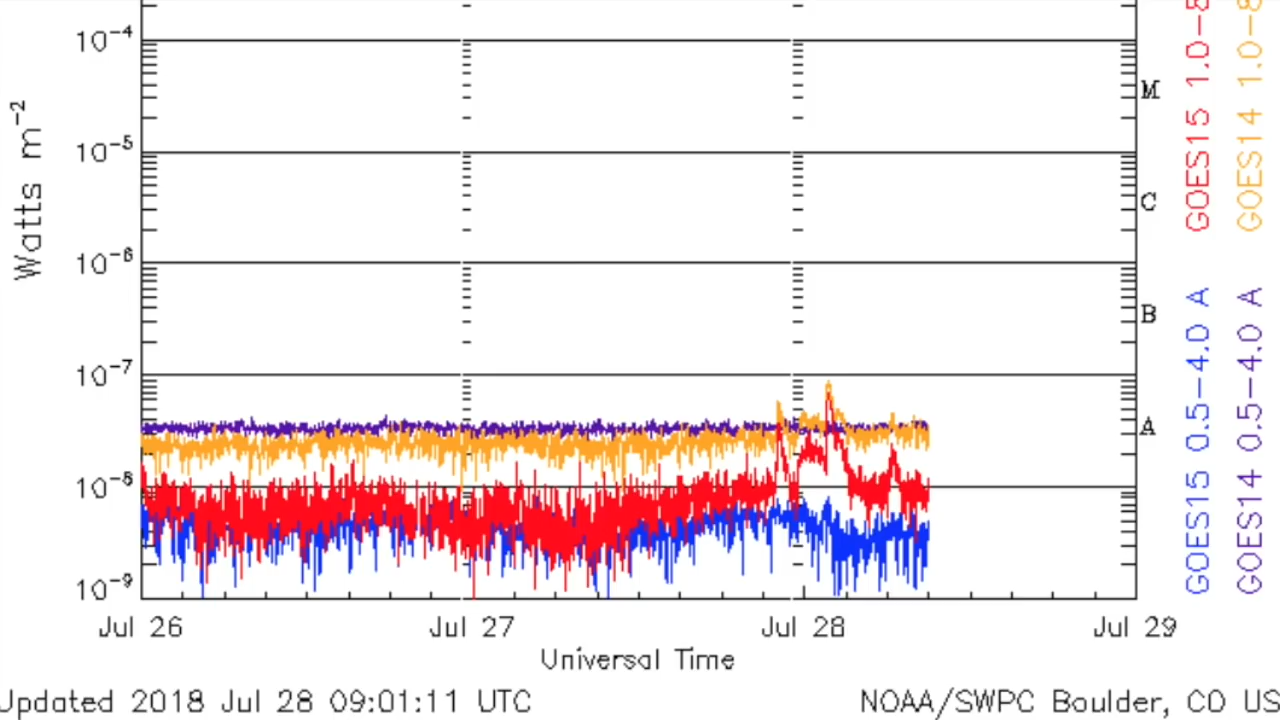 10-4
10-5
10-6
10-7
10-8
10-9
Watts m-2
M
C
B
A
Jul 26
Jul 27
Jul 28
Jul 29
Universal Time
Updated 2018 Jul 28 09:01:11 UTC
NOAA/SWPC Boulder, CO US
GOES15 0.5-4.0 A
GOES15 1.0-8
GOES14 0.5-4.0 A
GOES14 1.0-8